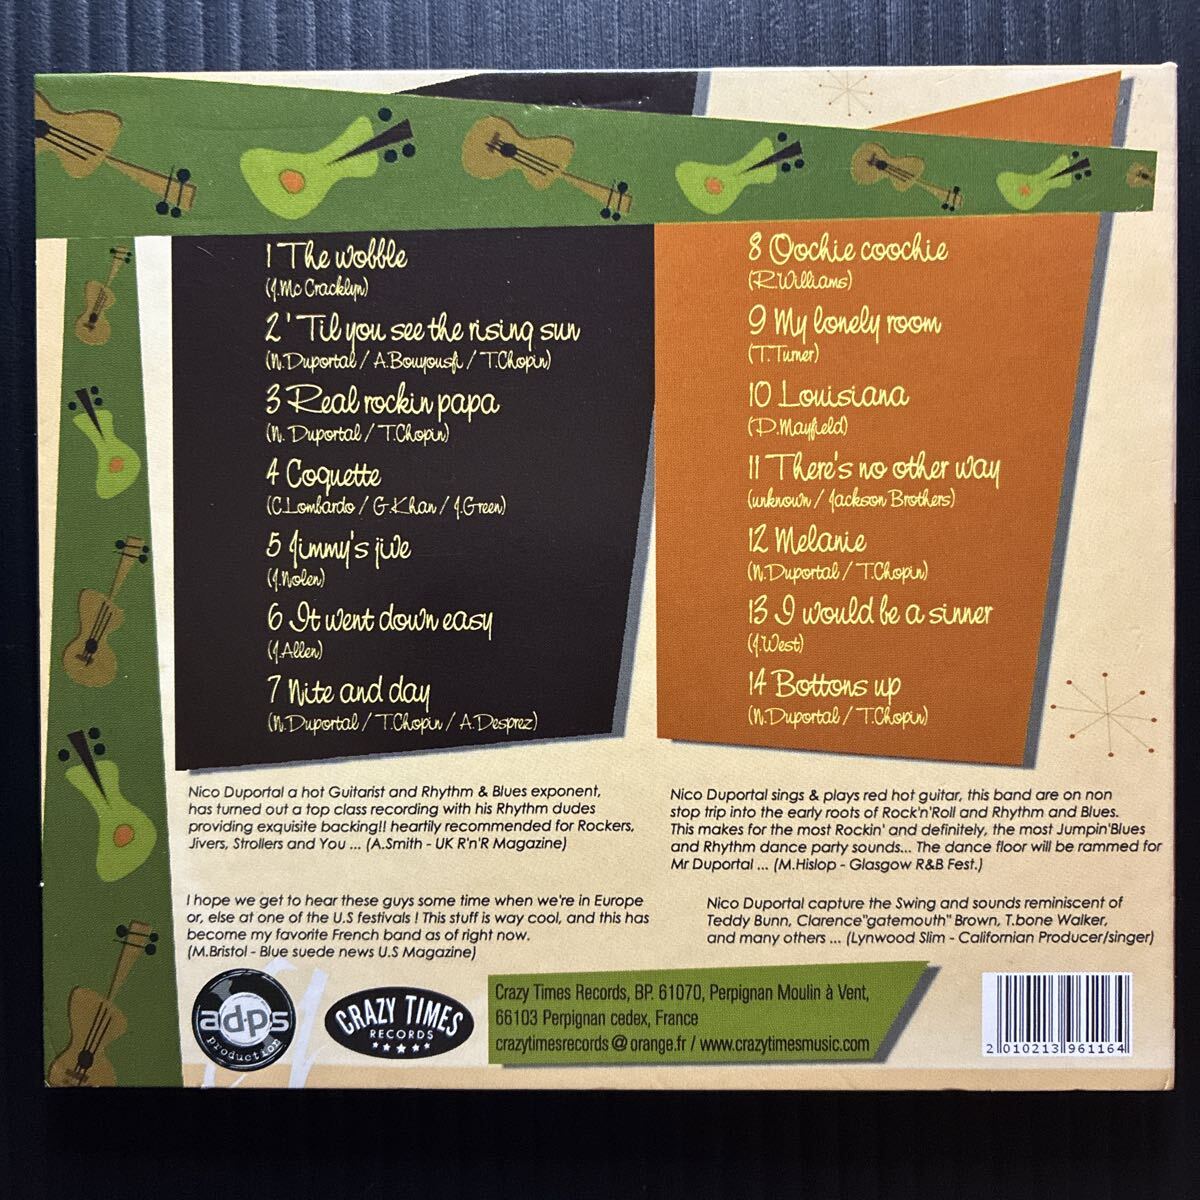 1 The wobble
(J.Mc Cracklyn)
2 'Til you see the rising sun
(N.Duportal / A.Bouyousfi / T.Chopin)
3 Real rockin papa
(N. Duportal / T.Chopin)
4 Coquette
(C.Lombardo / G.Khan / J.Green)
5 Jimmy's jive
(J.Nolen)
6 It went down easy
(J.Allen)
7 Nite and day
(N.Duportal / T.Chopin / A.Desprez)
8 Oochie coochie
(R.Williams)
9 My lonely room
(T.Turner)
10 Louisiana
(P.Mayfield)
11 There's no other way
(unknown / Jackson Brothers)
12 Melanie
(N.Duportal / T.Chopin)
13 I would be a sinner
(J.West)
14 Bottons up
(N.Duportal / T.Chopin)
Nico Duportal a hot Guitarist and Rhythm & Blues exponent,
has turned out a top class recording with his Rhythm dudes
providing exquisite backing!! heartily recommended for Rockers,
Jivers, Strollers and You ... (A.Smith - UK R'n'R Magazine)
I hope we get to hear these guys some time when we're in Europe
or, else at one of the U.S festivals ! This stuff is way cool, and this has
become my favorite French band as of right now.
(M.Bristol - Blue suede news U.S Magazine)
Nico Duportal sings & plays red hot guitar, this band are on non
stop trip into the early roots of Rock'n'Roll and Rhythm and Blues.
This makes for the most Rockin' and definitely, the most Jumpin'Blues
and Rhythm dance party sounds... The dance floor will be rammed for
Mr Duportal ... (M.Hislop - Glasgow R&B Fest.)
Nico Duportal capture the Swing and sounds reminiscent of
Teddy Bunn, Clarence"gatemouth" Brown, T.bone Walker,
and many others ... (Lynwood Slim - Californian Producer/singer)
adps
production
CRAZY TIMES
RECORDS
Crazy Times Records, BP. 61070, Perpignan Moulin à Vent,
66103 Perpignan cedex, France
crazytimesrecords@orange.fr / www.crazytimesmusic.com
2 010213 961164